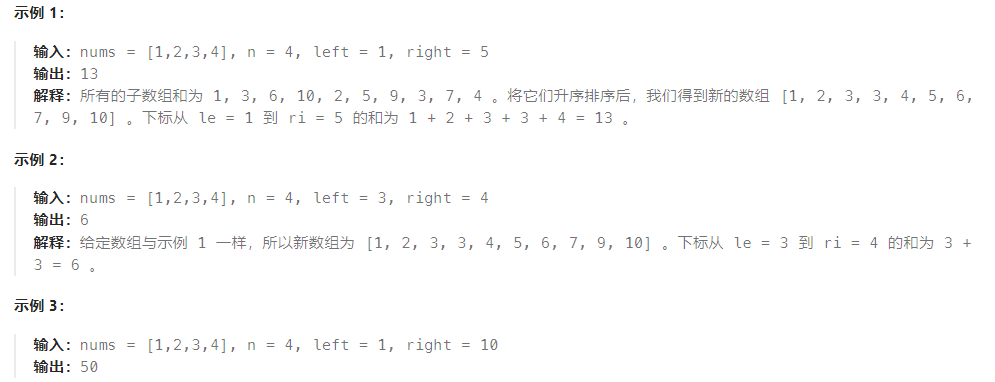 示例 1：
输入：nums = [1,2,3,4], n = 4, left = 1, right = 5
输出：13
解释：所有的子数组和为 1, 3, 6, 10, 2, 5, 9, 3, 7, 4 。将它们升序排序后，我们得到新的数组 [1, 2, 3, 3, 4, 5, 6,
7, 9, 10] 。下标从 le = 1 到 ri = 5 的和为 1 + 2 + 3 + 3 + 4 = 13 。
示例 2：
输入：nums = [1,2,3,4], n = 4, left = 3, right = 4
输出：6
解释：给定数组与示例 1 一样，所以新数组为 [1, 2, 3, 3, 4, 5, 6, 7, 9, 10] 。下标从 le = 3 到 ri = 4 的和为 3 +
3 = 6 。
示例 3：
输入：nums = [1,2,3,4], n = 4, left = 1, right = 10
输出：50